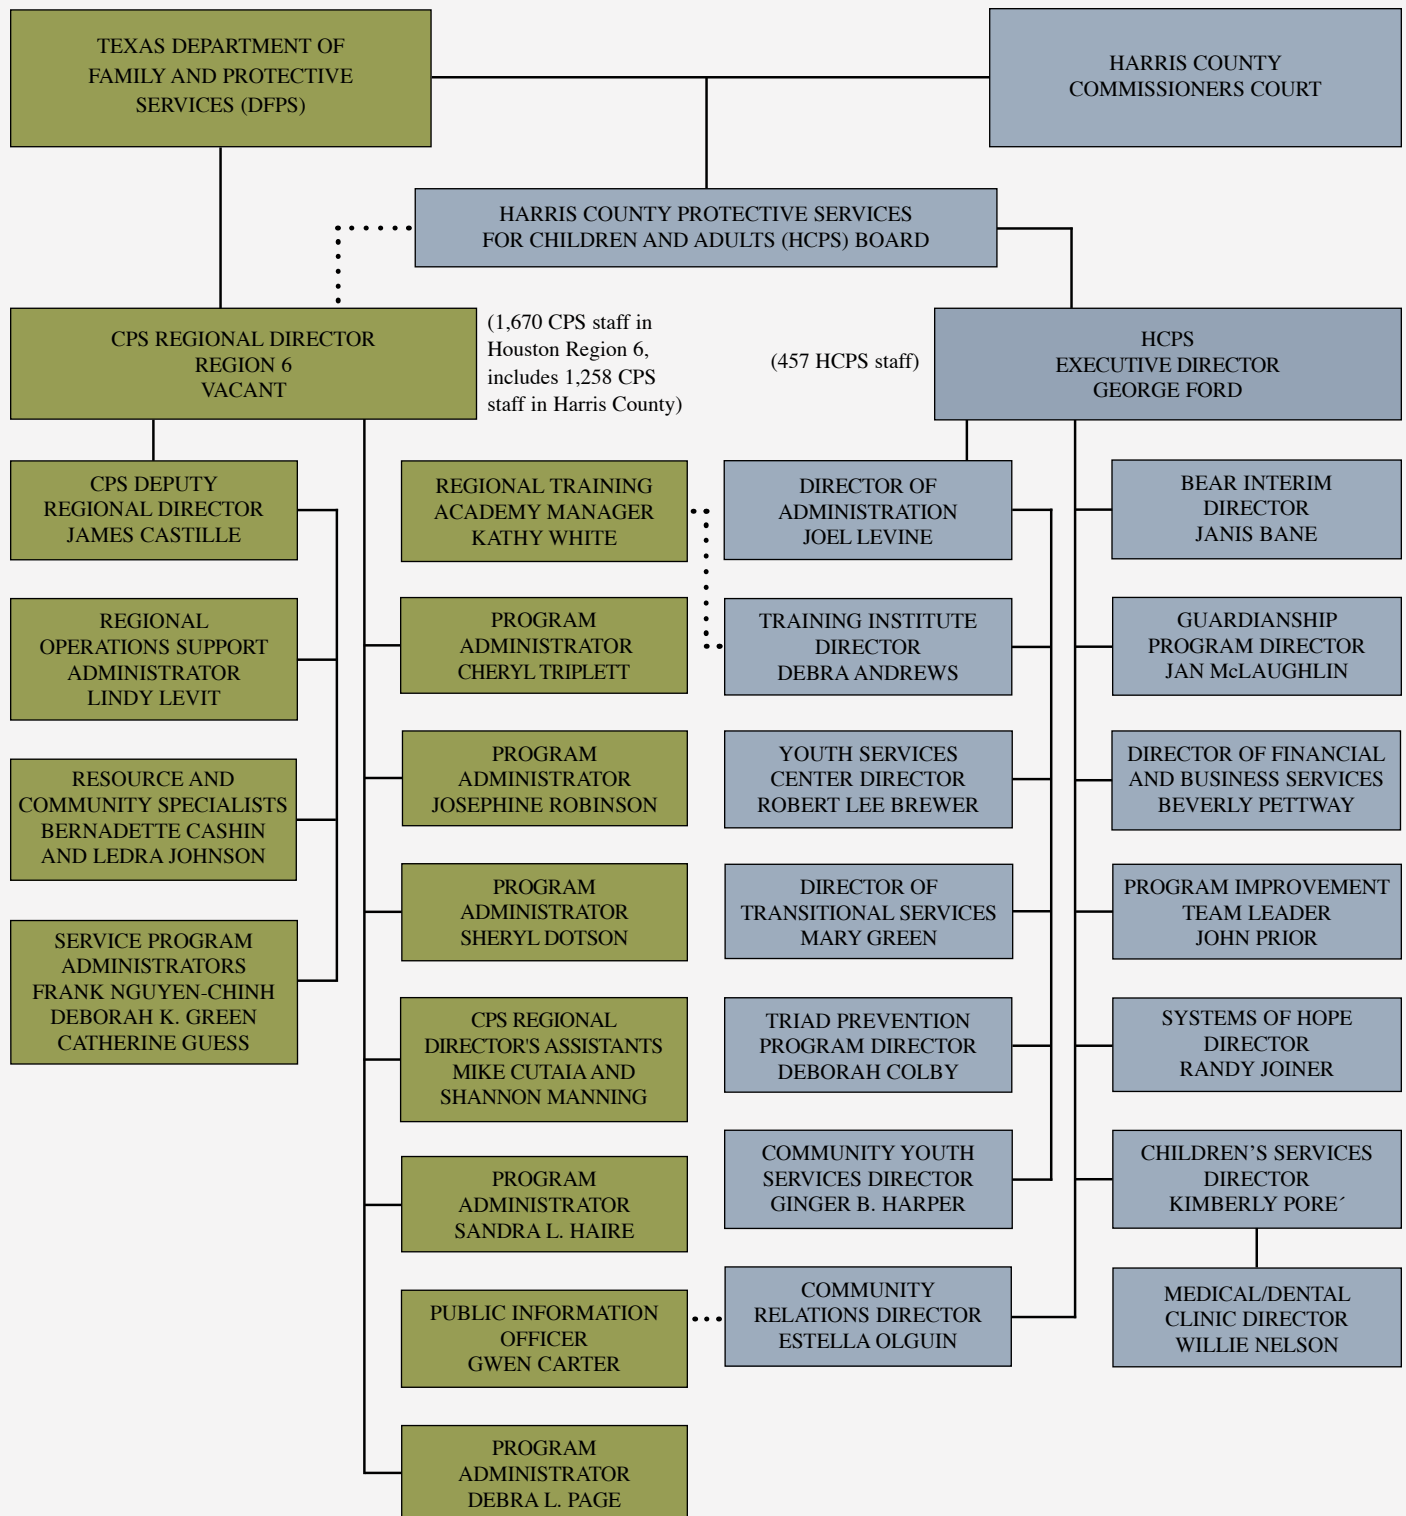 TEXAS DEPARTMENT OF
FAMILY AND PROTECTIVE
SERVICES (DFPS)
HARRIS COUNTY
COMMISSIONERS COURT
HARRIS COUNTY PROTECTIVE SERVICES
FOR CHILDREN AND ADULTS (HCPS) BOARD
CPS REGIONAL DIRECTOR
REGION 6
VACANT
(1,670 CPS staff in
Houston Region 6,
includes 1,258 CPS
staff in Harris County)
(457 HCPS staff)
HCPS
EXECUTIVE DIRECTOR
GEORGE FORD
CPS DEPUTY
REGIONAL DIRECTOR
JAMES CASTILLE
REGIONAL
OPERATIONS SUPPORT
ADMINISTRATOR
LINDY LEVIT
RESOURCE AND
COMMUNITY SPECIALISTS
BERNADETTE CASHIN
AND LEDRA JOHNSON
SERVICE PROGRAM
ADMINISTRATORS
FRANK NGUYEN-CHINH
DEBORAH K. GREEN
CATHERINE GUESS
REGIONAL TRAINING
ACADEMY MANAGER
KATHY WHITE
PROGRAM
ADMINISTRATOR
CHERYL TRIPLETT
PROGRAM
ADMINISTRATOR
JOSEPHINE ROBINSON
PROGRAM
ADMINISTRATOR
SHERYL DOTSON
CPS REGIONAL
DIRECTOR'S ASSISTANTS
MIKE CUTAIA AND
SHANNON MANNING
PROGRAM
ADMINISTRATOR
SANDRA L. HAIRE
PUBLIC INFORMATION
OFFICER
GWEN CARTER
PROGRAM
ADMINISTRATOR
DEBRA L. PAGE
DIRECTOR OF
ADMINISTRATION
JOEL LEVINE
TRAINING INSTITUTE
DIRECTOR
DEBRA ANDREWS
YOUTH SERVICES
CENTER DIRECTOR
ROBERT LEE BREWER
DIRECTOR OF
TRANSITIONAL SERVICES
MARY GREEN
TRIAD PREVENTION
PROGRAM DIRECTOR
DEBORAH COLBY
COMMUNITY YOUTH
SERVICES DIRECTOR
GINGER B. HARPER
COMMUNITY
RELATIONS DIRECTOR
ESTELLA OLGUIN
BEAR INTERIM
DIRECTOR
JANIS BANE
GUARDIANSHIP
PROGRAM DIRECTOR
JAN McLAUGHLIN
DIRECTOR OF FINANCIAL
AND BUSINESS SERVICES
BEVERLY PETTWAY
PROGRAM IMPROVEMENT
TEAM LEADER
JOHN PRIOR
SYSTEMS OF HOPE
DIRECTOR
RANDY JOINER
CHILDREN’S SERVICES
DIRECTOR
KIMBERLY PORE´
MEDICAL/DENTAL
CLINIC DIRECTOR
WILLIE NELSON